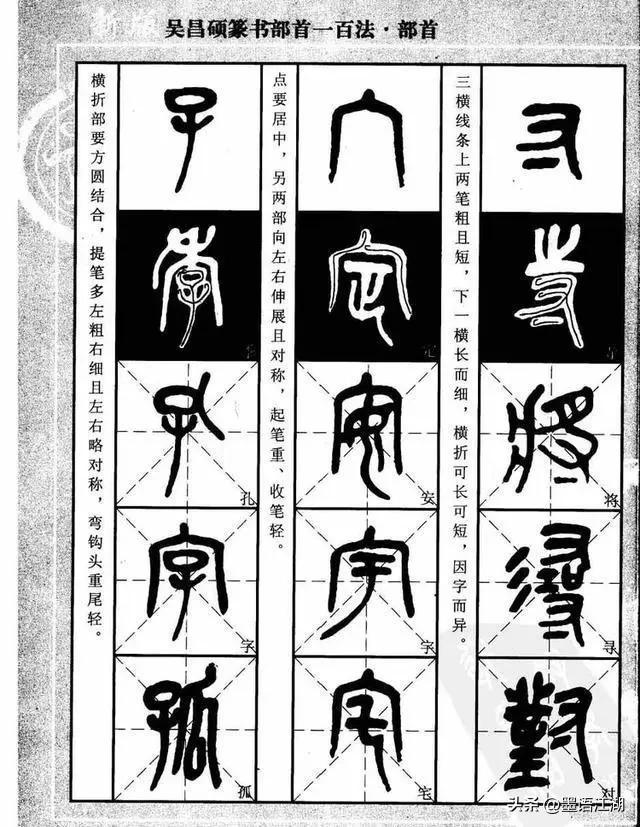 吴昌硕篆书部首一百法·部首
将
寻
对
三横线条上两笔粗且短，下一横长而细，横折可长可短，因字而异。
定
安
宇
宅
点要居中，另两部向左右伸展且对称，起笔重、收笔轻。
子
孔
字
孤
横折部要方圆结合，提笔多左粗右细且左右略对称，弯钩头重尾轻。
头条 @墨语江湖